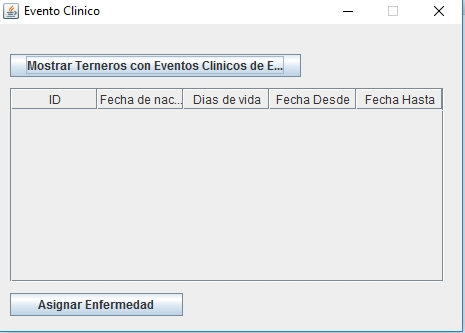 Evento Clinico
Mostrar Terneros con Eventos Clinicos de E...
ID Fecha de nac... Dias de vida Fecha Desde Fecha Hasta
Asignar Enfermedad